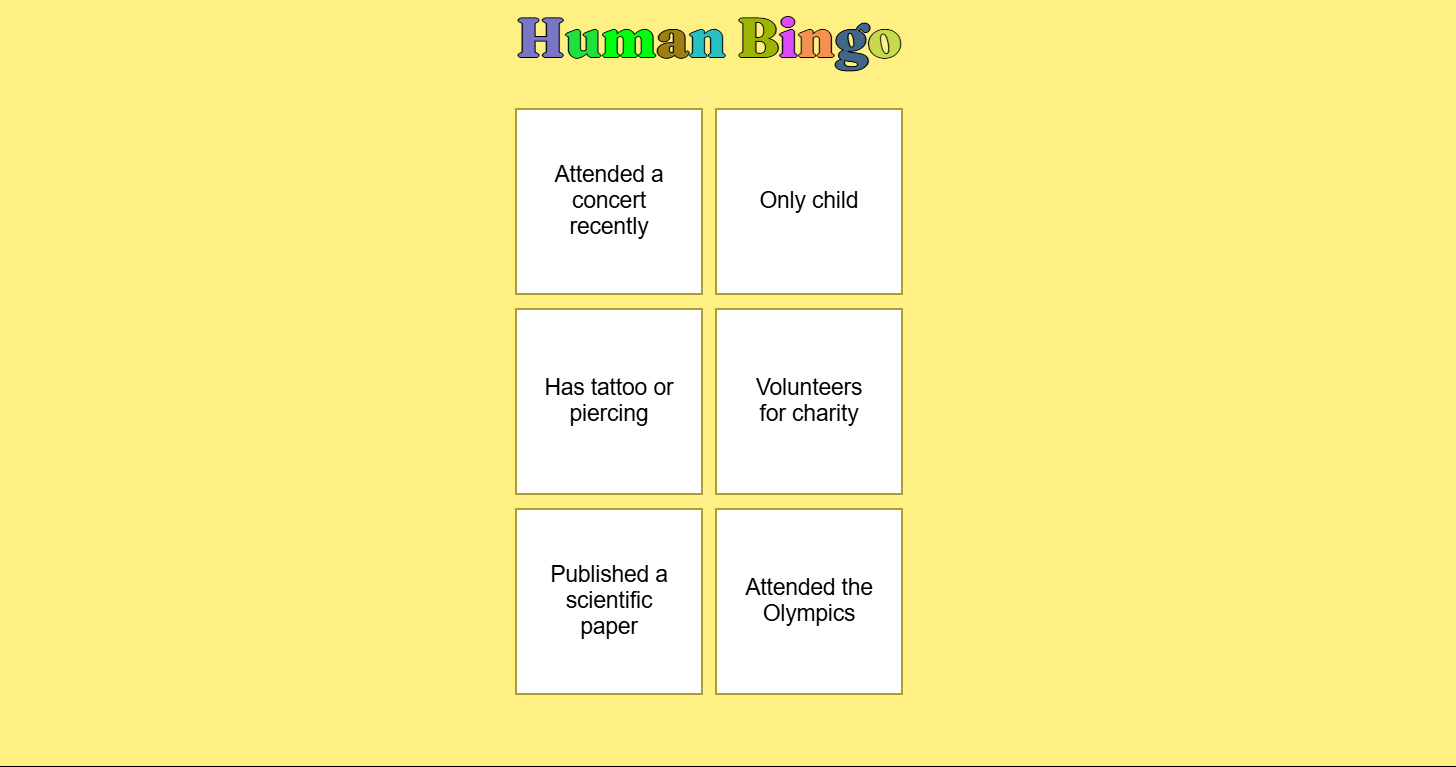 Human Bingo
Attended a
concert
recently
Only child
Has tattoo or
piercing
Volunteers
for charity
Published a
scientific
paper
Attended the
Olympics